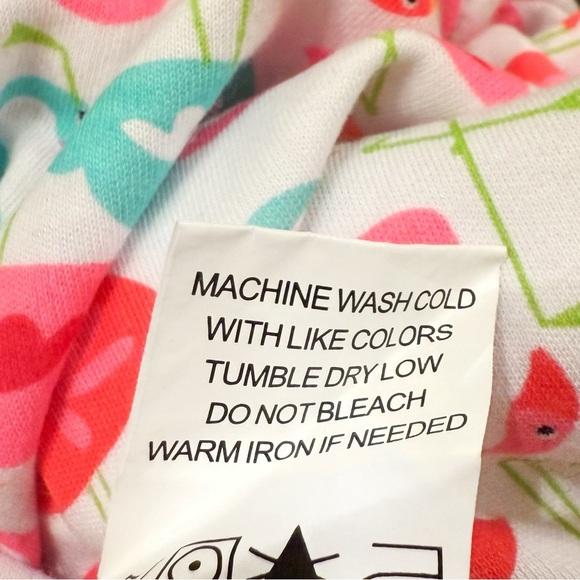 MACHINE WASH COLD
WITH LIKE COLORS
TUMBLE DRY LOW
DO NOT BLEACH
WARM IRON IF NEEDED